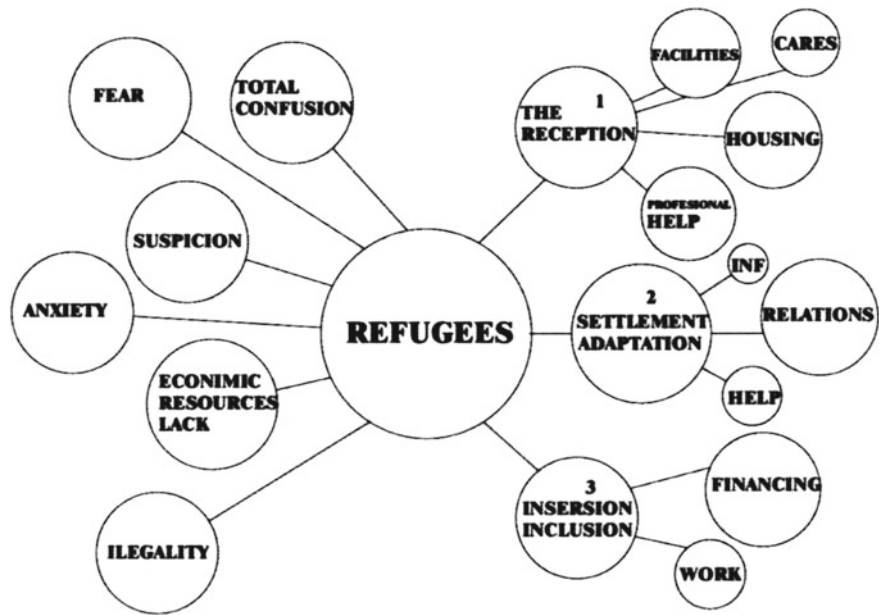 FEAR
TOTAL
CONFUSION
SUSPICION
ANXIETY
ECONIMIC
RESOURCES
LACK
ILEGALITY
REFUGEES
1
THE
RECEPTION
FACILITIES
CARES
HOUSING
PROFESIONAL
HELP
2
SETTLEMENT
ADAPTATION
INF
RELATIONS
HELP
3
INSERSION
INCLUSION
FINANCING
WORK